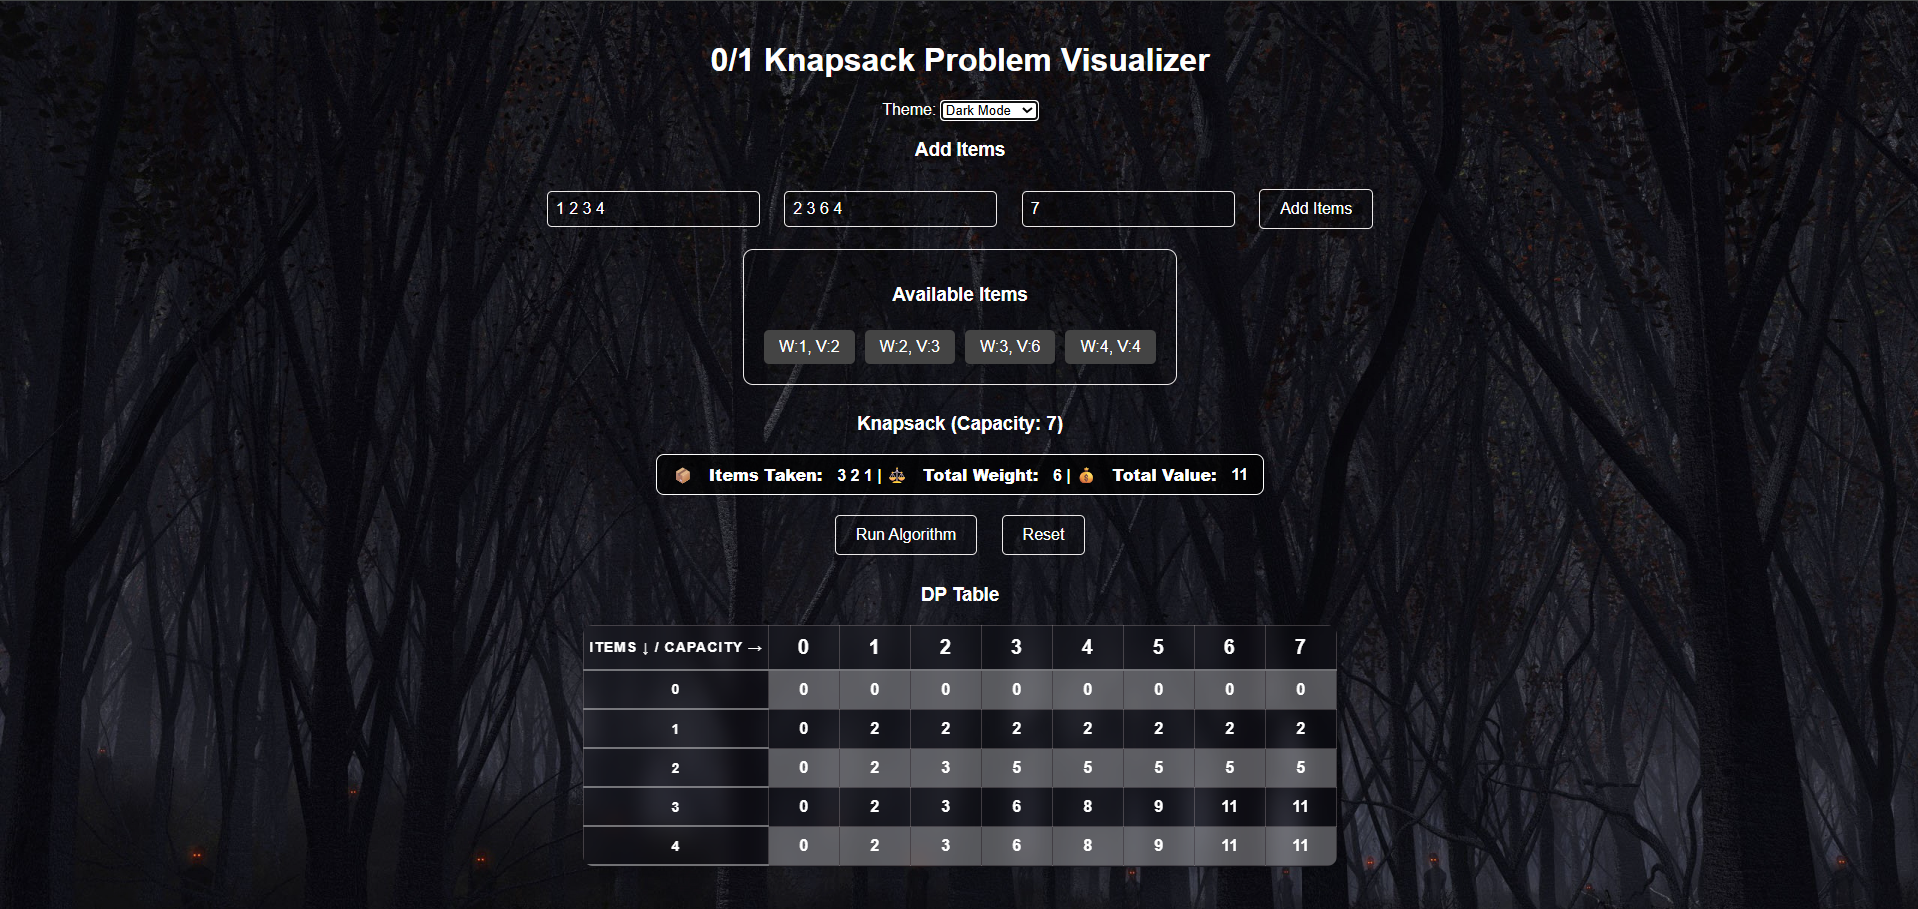 0/1 Knapsack Problem Visualizer
Theme: Dark Mode
Add Items
1 2 3 4
2 3 6 4
7
Add Items
Available Items
W:1, V:2
W:2, V:3
W:3, V:6
W:4, V:4
Knapsack (Capacity: 7)
📦 Items Taken: 3 2 1 | ⚖️ Total Weight: 6 | 💰 Total Value: 11
Run Algorithm
Reset
DP Table
ITEMS ↓ / CAPACITY → 0 1 2 3 4 5 6 7
0 0 0 0 0 0 0 0 0
1 0 2 2 2 2 2 2 2
2 0 2 3 5 5 5 5 5
3 0 2 3 6 8 9 11 11
4 0 2 3 6 8 9 11 11